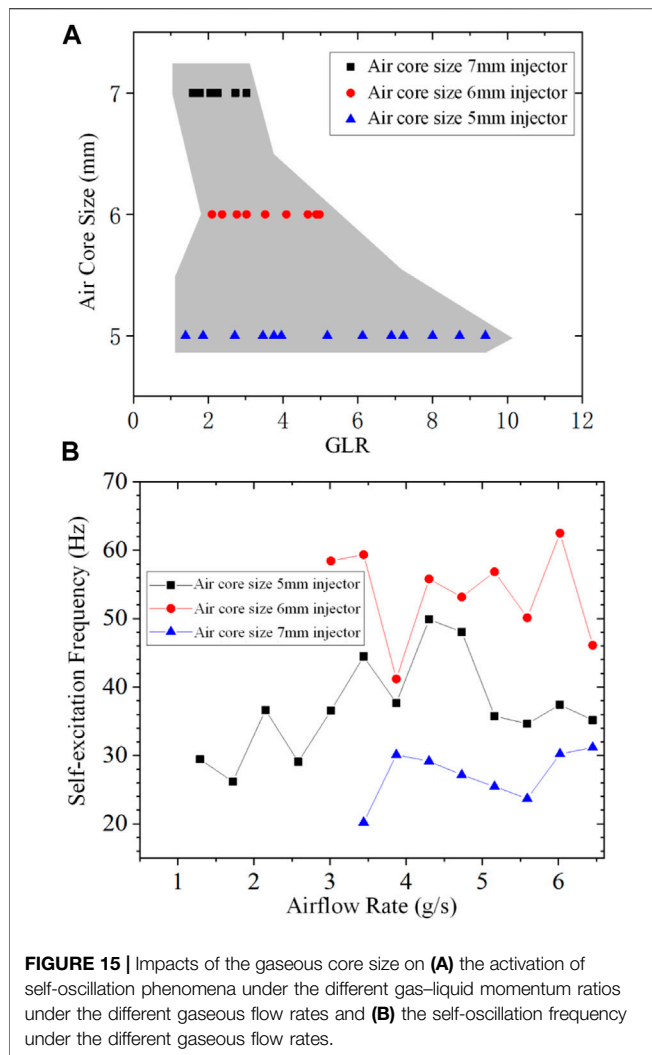 A
Air core size 7mm injector
Air core size 6mm injector
Air core size 5mm injector
7
6
5
Air Core Size (mm)
0 2 4 6 8 10 12
GLR
B
70
60
50
40
30
20
Self-excitation Frequency (Hz)
Air core size 5mm injector
Air core size 6mm injector
Air core size 7mm injector
1 2 3 4 5 6
Airflow Rate (g/s)
FIGURE 15 | Impacts of the gaseous core size on (A) the activation of
self-oscillation phenomena under the different gas–liquid momentum ratios
under the different gaseous flow rates and (B) the self-oscillation frequency
under the different gaseous flow rates.